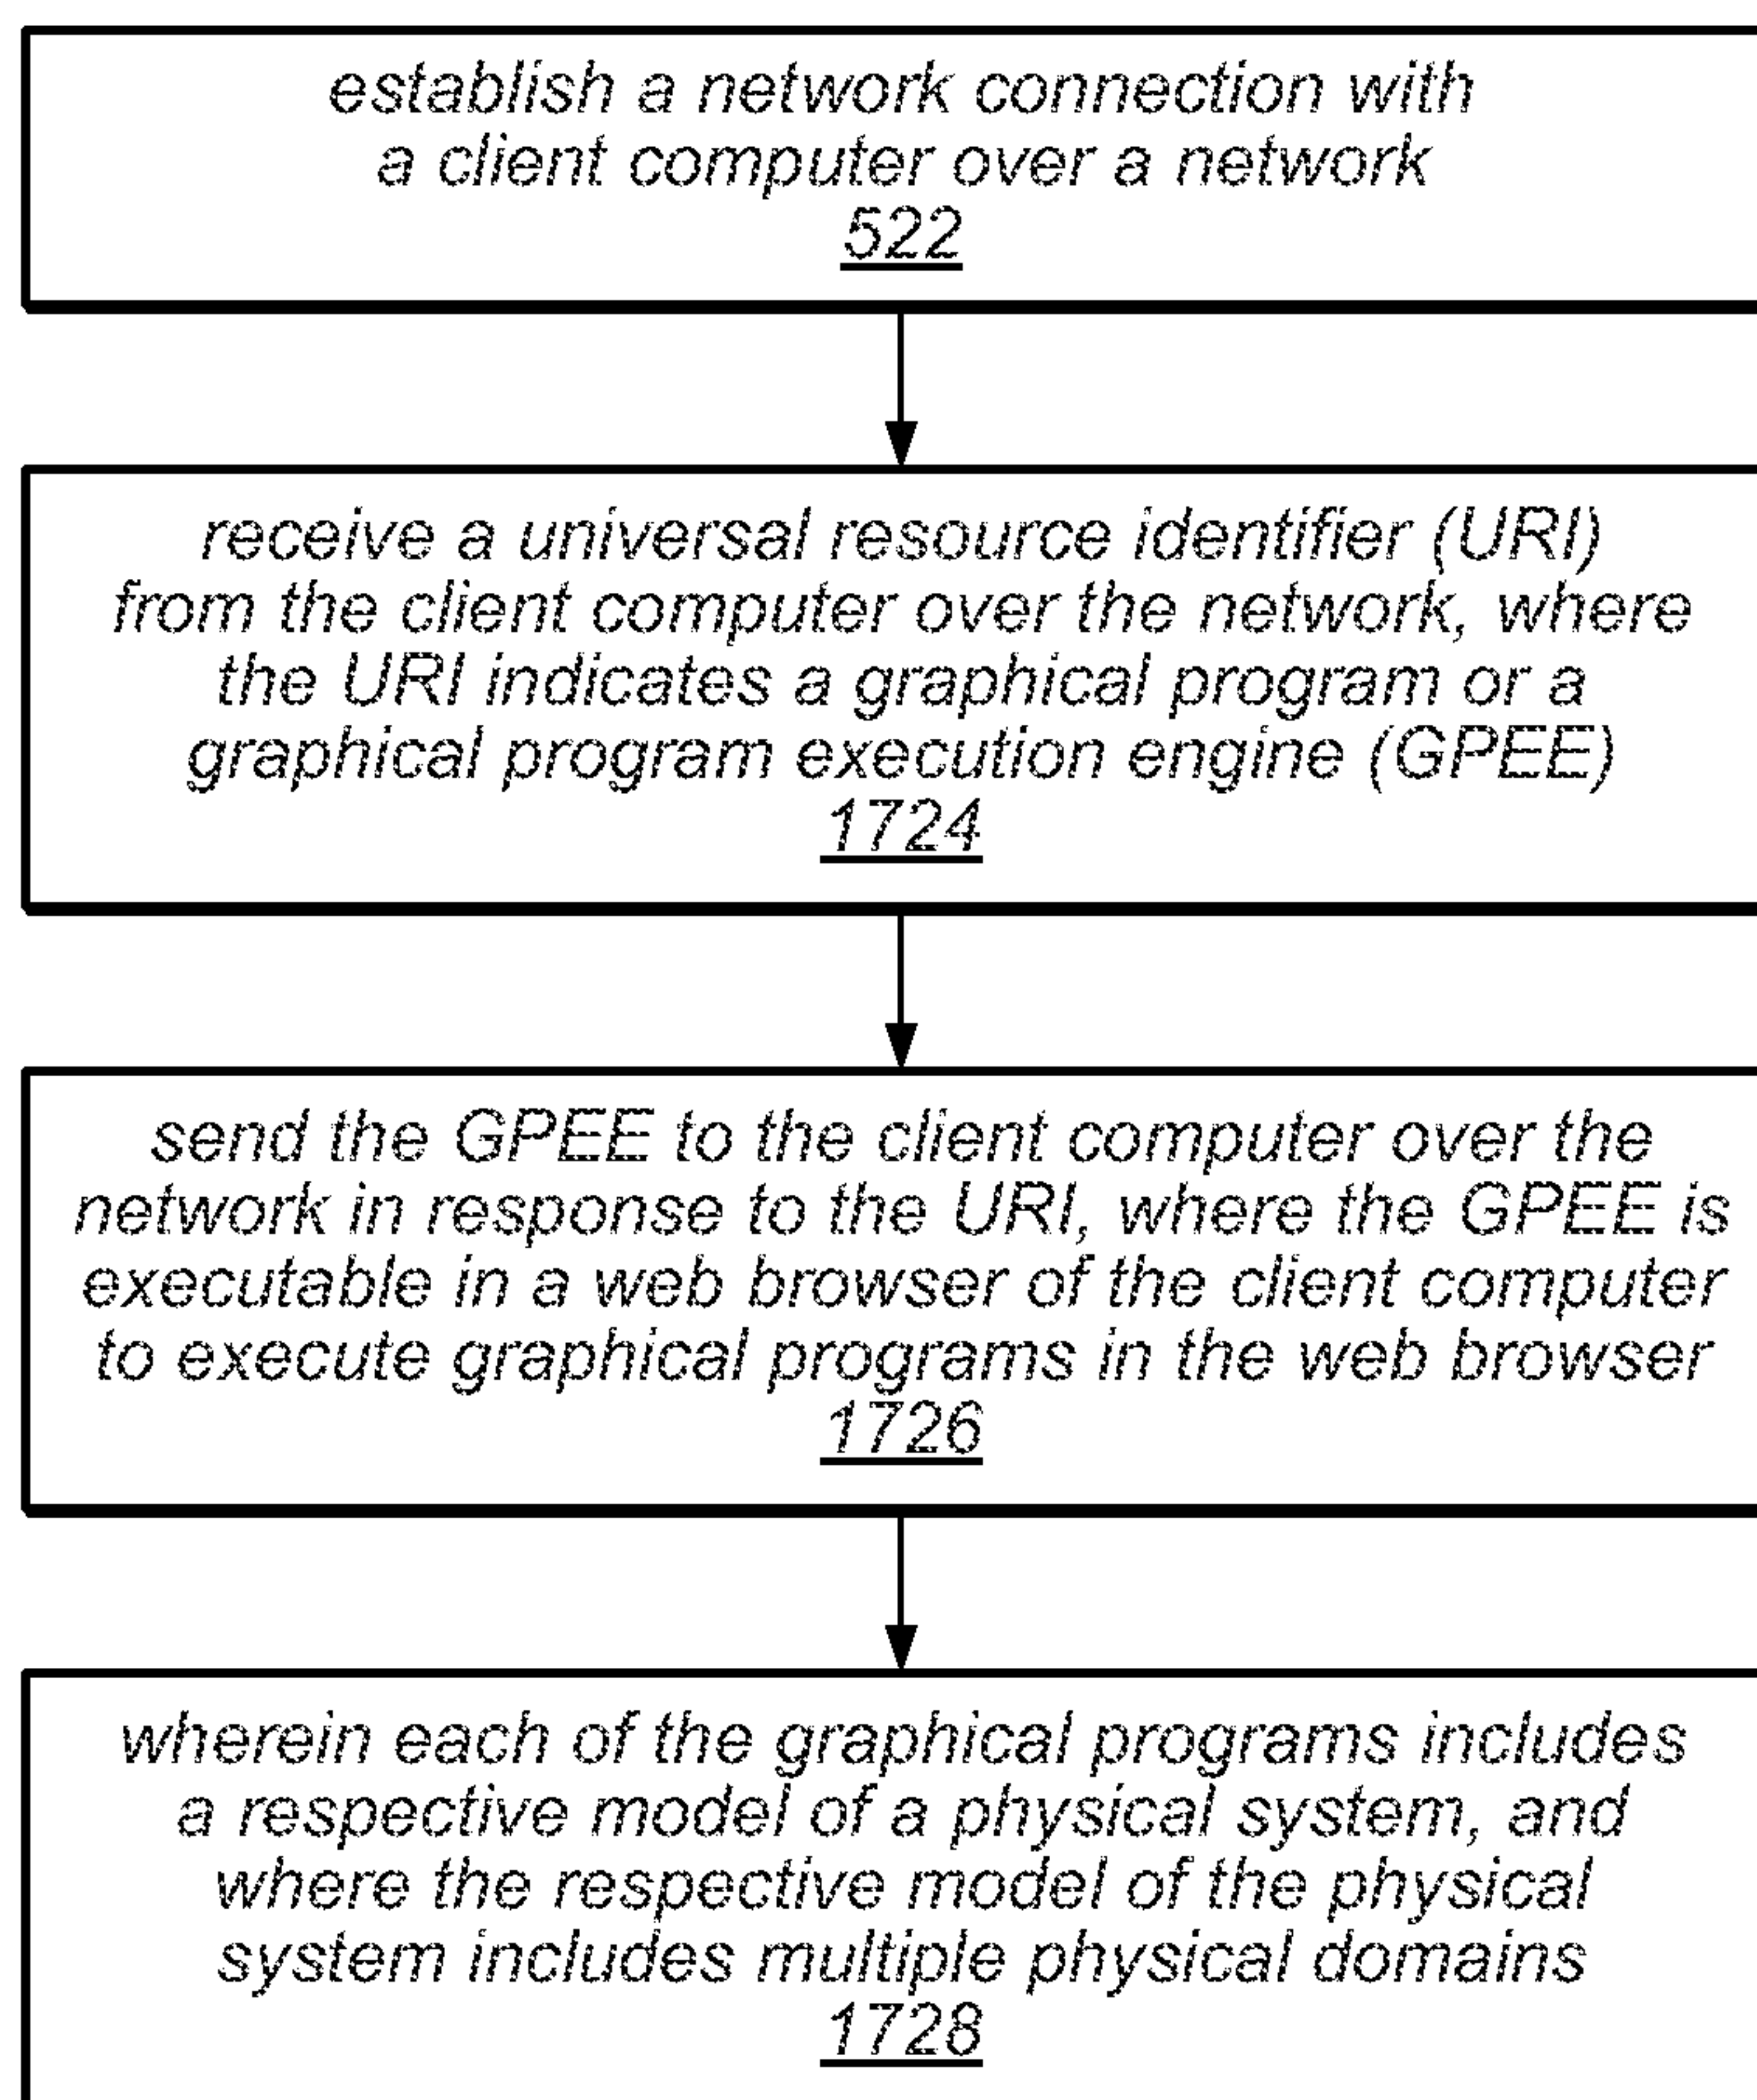 establish a network connection with
a client computer over a network
522
receive a universal resource identifier (URI)
from the client computer over the network, where
the URI indicates a graphical program or a
graphical program execution engine (GPEE)
1724
send the GPEE to the client computer over the
network in response to the URI, where the GPEE is
executable in a web browser of the client computer
to execute graphical programs in the web browser
1726
wherein each of the graphical programs includes
a respective model of a physical system, and
where the respective model of the physical
system includes multiple physical domains
1728